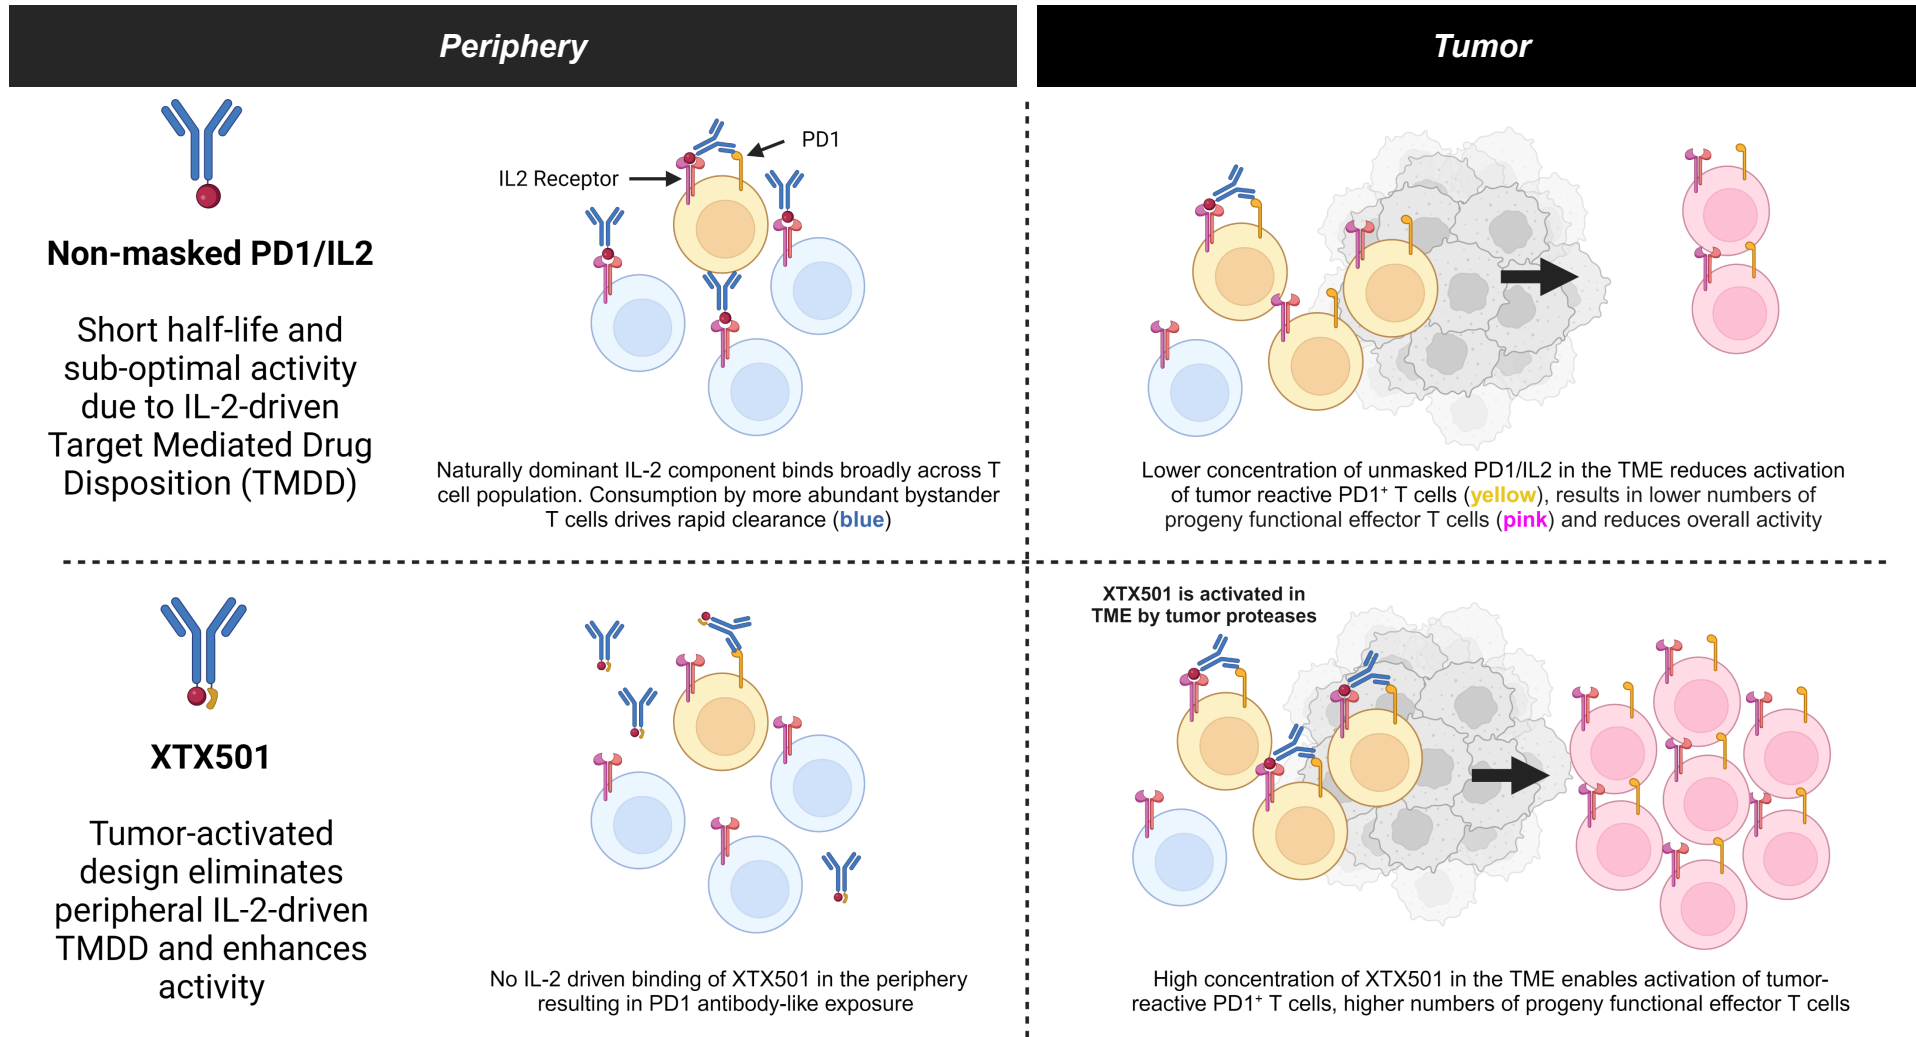 Periphery
Tumor
Non-masked PD1/IL2
Short half-life and
sub-optimal activity
due to IL-2-driven
Target Mediated Drug
Disposition (TMDD)
PD1
IL2 Receptor
Naturally dominant IL-2 component binds broadly across T
cell population. Consumption by more abundant bystander
T cells drives rapid clearance (blue)
Lower concentration of unmasked PD1/IL2 in the TME reduces activation
of tumor reactive PD1⁺ T cells (yellow), results in lower numbers of
progeny functional effector T cells (pink) and reduces overall activity
XTX501
Tumor-activated
design eliminates
peripheral IL-2-driven
TMDD and enhances
activity
No IL-2 driven binding of XTX501 in the periphery
resulting in PD1 antibody-like exposure
XTX501 is activated in
TME by tumor proteases
High concentration of XTX501 in the TME enables activation of tumor-
reactive PD1⁺ T cells, higher numbers of progeny functional effector T cells